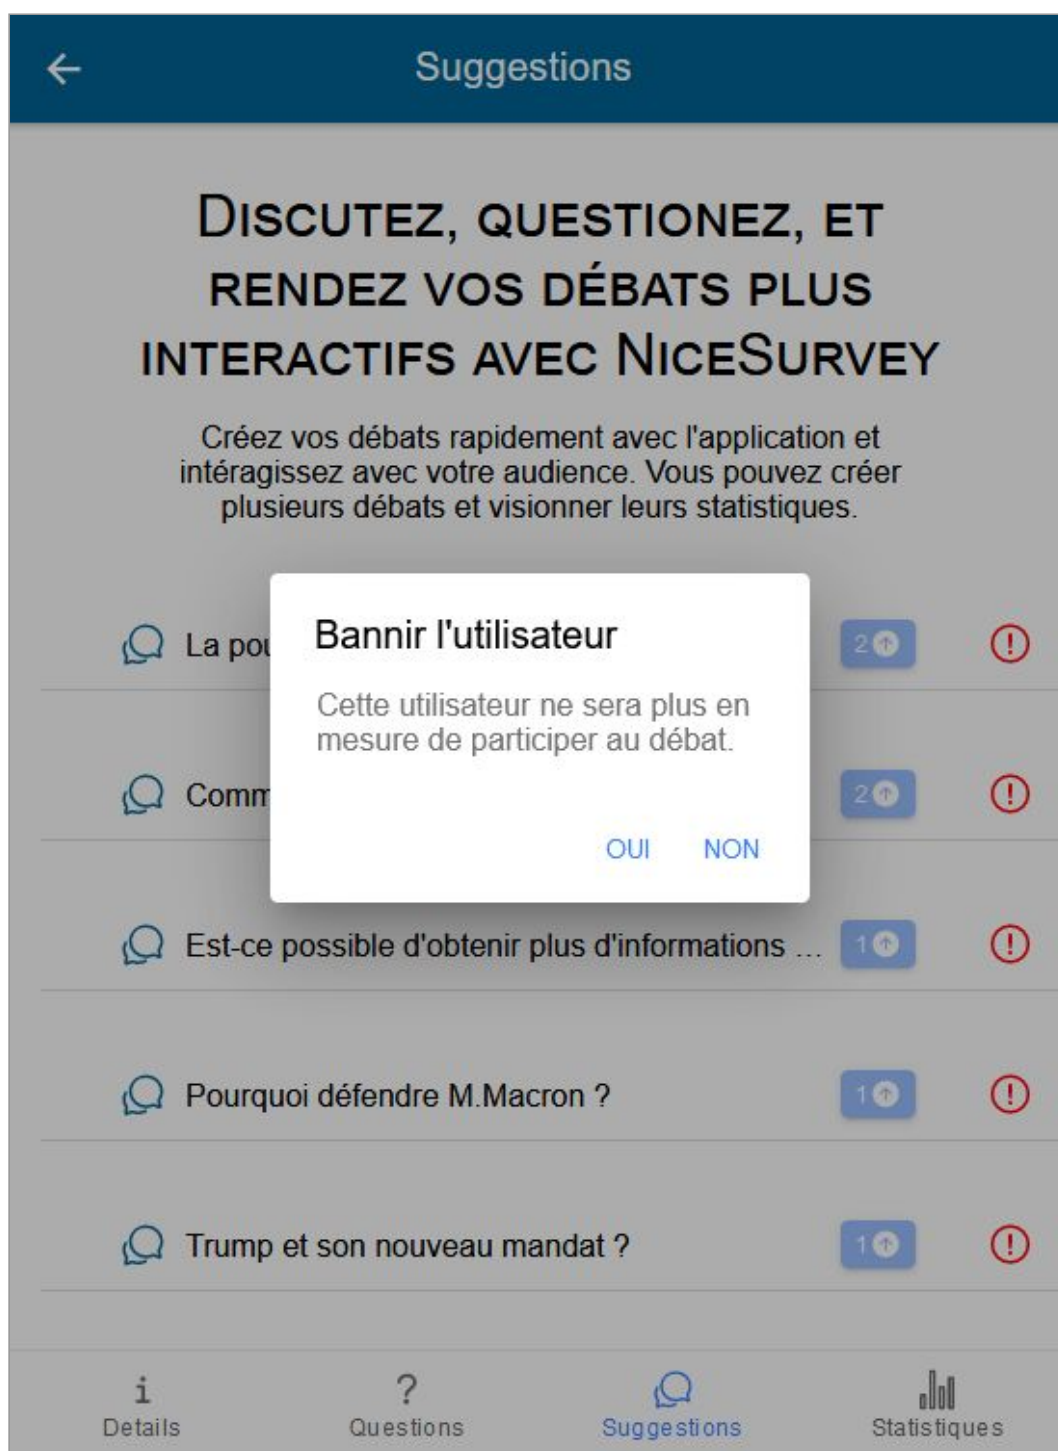 Suggestions
Discutez, questionez, et
rendez vos débats plus
interactifs avec NiceSurvey
Créez vos débats rapidement avec l'application et
intéragissez avec votre audience. Vous pouvez créer
plusieurs débats et visionner leurs statistiques.
Bannir l'utilisateur
Cette utilisateur ne sera plus en
mesure de participer au débat.
OUI NON
La 2
2
Est-ce possible d'obtenir plus d'informations ... 1
Pourquoi défendre M.Macron ? 1
Trump et son nouveau mandat ? 1
Details Questions Suggestions Statistiques